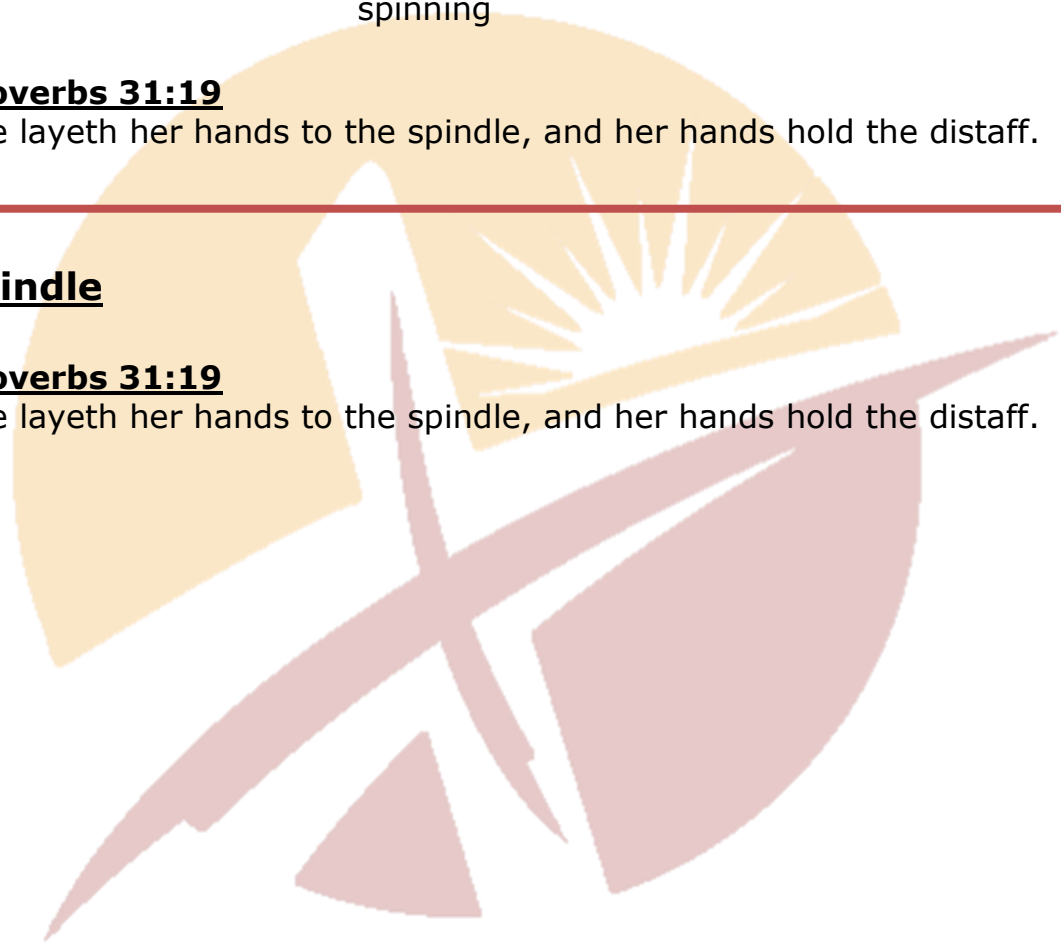 spinning
overbs 31:19
e layeth her hands to the spindle, and her hands hold the distaff.
indle
overbs 31:19
e layeth her hands to the spindle, and her hands hold the distaff.